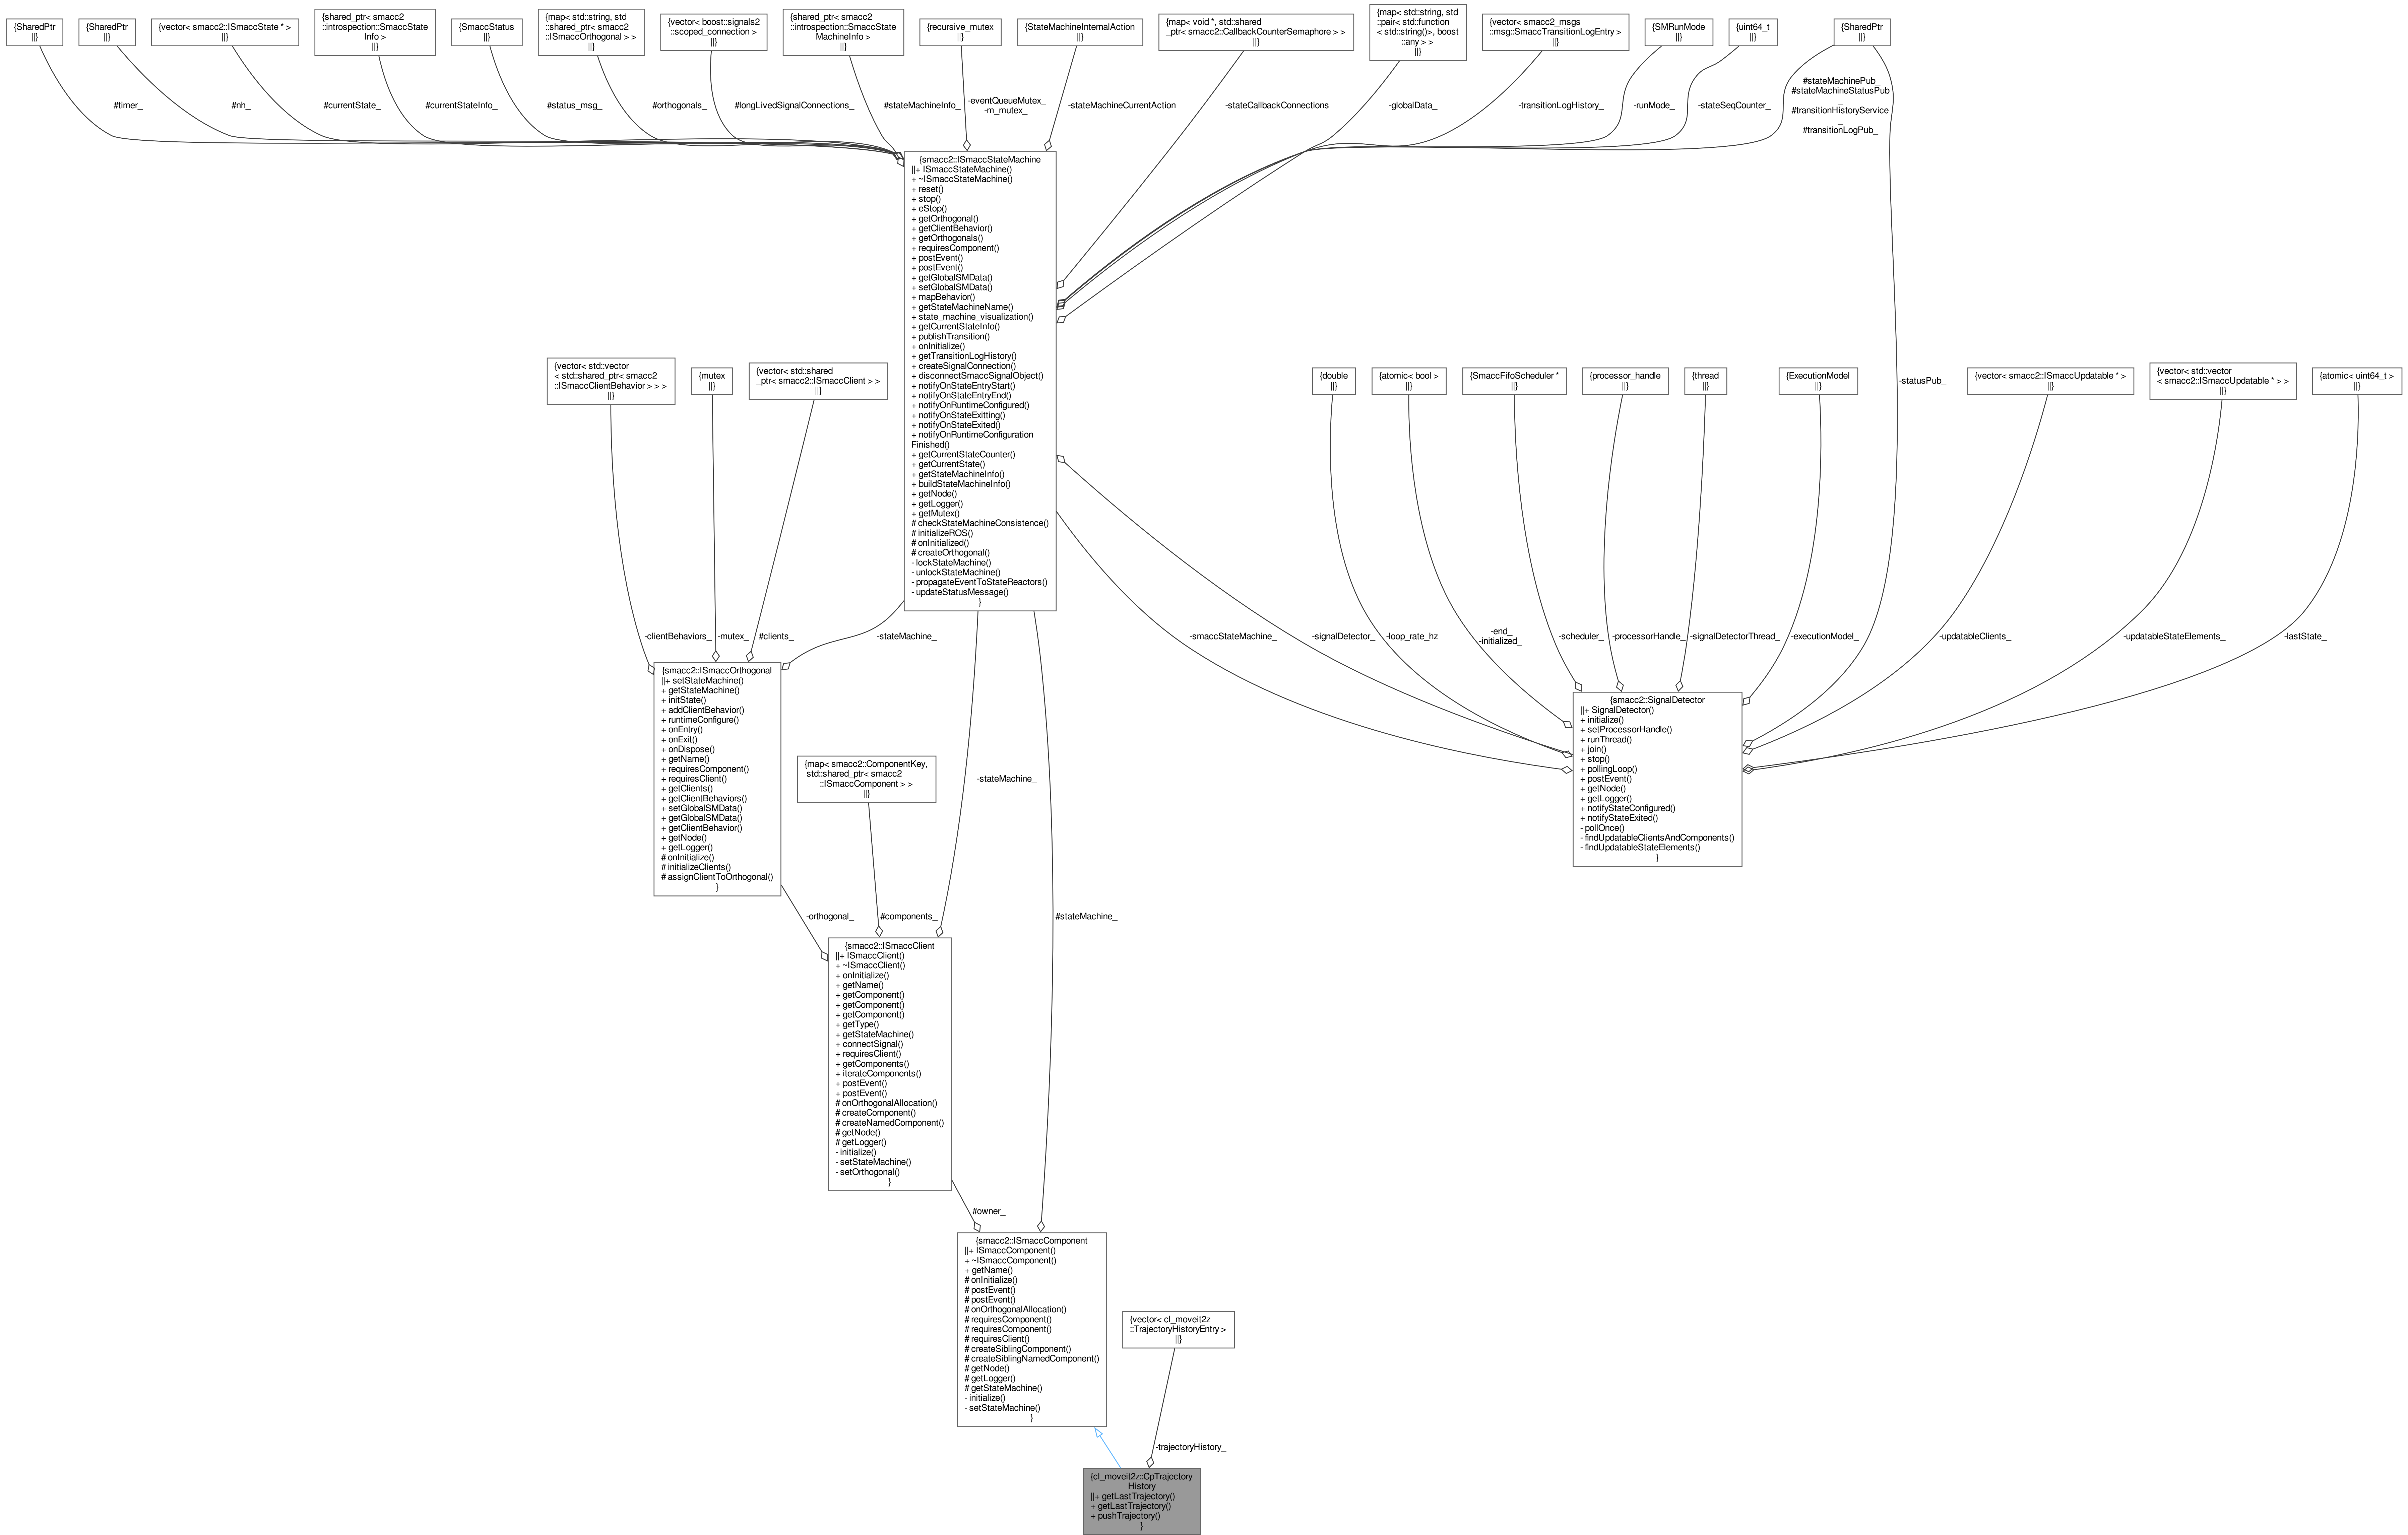 {SharedPtr
||}
{SharedPtr
||}
{vector< smacc2::ISmaccState * >
||}
{shared_ptr< smacc2
::introspection::SmaccState
Info >
||}
{SmaccStatus
||}
{map< std::string, std
::shared_ptr< smacc2
::ISmaccOrthogonal > >
||}
{vector< boost::signals2
::scoped_connection >
||}
{shared_ptr< smacc2
::introspection::SmaccState
MachineInfo >
||}
{recursive_mutex
||}
{StateMachineInternalAction
||}
{map< void *, std::shared
_ptr< smacc2::CallbackCounterSemaphore > >
||}
{map< std::string, std
::pair< std::function
< std::string()>, boost
::any > >
||}
{vector< smacc2_msgs
::msg::SmaccTransitionLogEntry >
||}
{SMRunMode
||}
{uint64_t
||}
{SharedPtr
||}
#timer_
#nh_
#currentState_
#currentStateInfo_
#status_msg_
#orthogonals_
#longLivedSignalConnections_
#stateMachineInfo_
-eventQueueMutex_
-m_mutex_
-stateMachineCurrentAction
-stateCallbackConnections
-globalData_
-transitionLogHistory_
-runMode_
-stateSeqCounter_
#stateMachinePub_
#stateMachineStatusPub
_
#transitionHistoryService
_
#transitionLogPub_
{smacc2::ISmaccStateMachine
||+ ISmaccStateMachine()
+ ~ISmaccStateMachine()
+ reset()
+ stop()
+ eStop()
+ getOrthogonal()
+ getClientBehavior()
+ getOrthogonals()
+ requiresComponent()
+ postEvent()
+ postEvent()
+ getGlobalSMData()
+ setGlobalSMData()
+ mapBehavior()
+ getStateMachineName()
+ state_machine_visualization()
+ getCurrentStateInfo()
+ publishTransition()
+ onInitialize()
+ getTransitionLogHistory()
+ createSignalConnection()
+ disconnectSmaccSignalObject()
+ notifyOnStateEntryStart()
+ notifyOnStateEntryEnd()
+ notifyOnRuntimeConfigured()
+ notifyOnStateExitting()
+ notifyOnStateExited()
+ notifyOnRuntimeConfiguration
Finished()
+ getCurrentStateCounter()
+ getCurrentState()
+ getStateMachineInfo()
+ buildStateMachineInfo()
+ getNode()
+ getLogger()
+ getMutex()
# checkStateMachineConsistence()
# initializeROS()
# onInitialized()
# createOrthogonal()
- lockStateMachine()
- unlockStateMachine()
- propagateEventToStateReactors()
- updateStatusMessage()
}
{vector< std::vector
< std::shared_ptr< smacc2
::ISmaccClientBehavior > > >
||}
{mutex
||}
{vector< std::shared
_ptr< smacc2::ISmaccClient > >
||}
{double
||}
{atomic< bool >
||}
{SmaccFifoScheduler *
||}
{processor_handle
||}
{thread
||}
{ExecutionModel
||}
-statusPub_
{vector< smacc2::ISmaccUpdatable * >
||}
{vector< std::vector
< smacc2::ISmaccUpdatable * > >
||}
{atomic< uint64_t >
||}
-clientBehaviors_
-mutex_
#clients_
-stateMachine_
-smaccStateMachine_
-signalDetector_
-loop_rate_hz
-end_
-initialized_
-scheduler_
-processorHandle_
-signalDetectorThread_
-executionModel_
-updatableClients_
-updatableStateElements_
-lastState_
{smacc2::ISmaccOrthogonal
||+ setStateMachine()
+ getStateMachine()
+ initState()
+ addClientBehavior()
+ runtimeConfigure()
+ onEntry()
+ onExit()
+ onDispose()
+ getName()
+ requiresComponent()
+ requiresClient()
+ getClients()
+ getClientBehaviors()
+ setGlobalSMData()
+ getGlobalSMData()
+ getClientBehavior()
+ getNode()
+ getLogger()
# onInitialize()
# initializeClients()
# assignClientToOrthogonal()
}
{smacc2::SignalDetector
||+ SignalDetector()
+ initialize()
+ setProcessorHandle()
+ runThread()
+ join()
+ stop()
+ pollingLoop()
+ postEvent()
+ getNode()
+ getLogger()
+ notifyStateConfigured()
+ notifyStateExited()
- pollOnce()
- findUpdatableClientsAndComponents()
- findUpdatableStateElements()
}
{map< smacc2::ComponentKey,
std::shared_ptr< smacc2
::ISmaccComponent > >
||}
-stateMachine_
-orthogonal_
#components_
#stateMachine_
{smacc2::ISmaccClient
||+ ISmaccClient()
+ ~ISmaccClient()
+ onInitialize()
+ getName()
+ getComponent()
+ getComponent()
+ getComponent()
+ getType()
+ getStateMachine()
+ connectSignal()
+ requiresClient()
+ getComponents()
+ iterateComponents()
+ postEvent()
+ postEvent()
# onOrthogonalAllocation()
# createComponent()
# createNamedComponent()
# getNode()
# getLogger()
- initialize()
- setStateMachine()
- setOrthogonal()
}
#owner_
{smacc2::ISmaccComponent
||+ ISmaccComponent()
+ ~ISmaccComponent()
+ getName()
# onInitialize()
# postEvent()
# postEvent()
# onOrthogonalAllocation()
# requiresComponent()
# requiresComponent()
# requiresClient()
# createSiblingComponent()
# createSiblingNamedComponent()
# getNode()
# getLogger()
# getStateMachine()
- initialize()
- setStateMachine()
}
{vector< cl_moveit2z
::TrajectoryHistoryEntry >
||}
-trajectoryHistory_
{cl_moveit2z::CpTrajectory
History
||+ getLastTrajectory()
+ getLastTrajectory()
+ pushTrajectory()
}